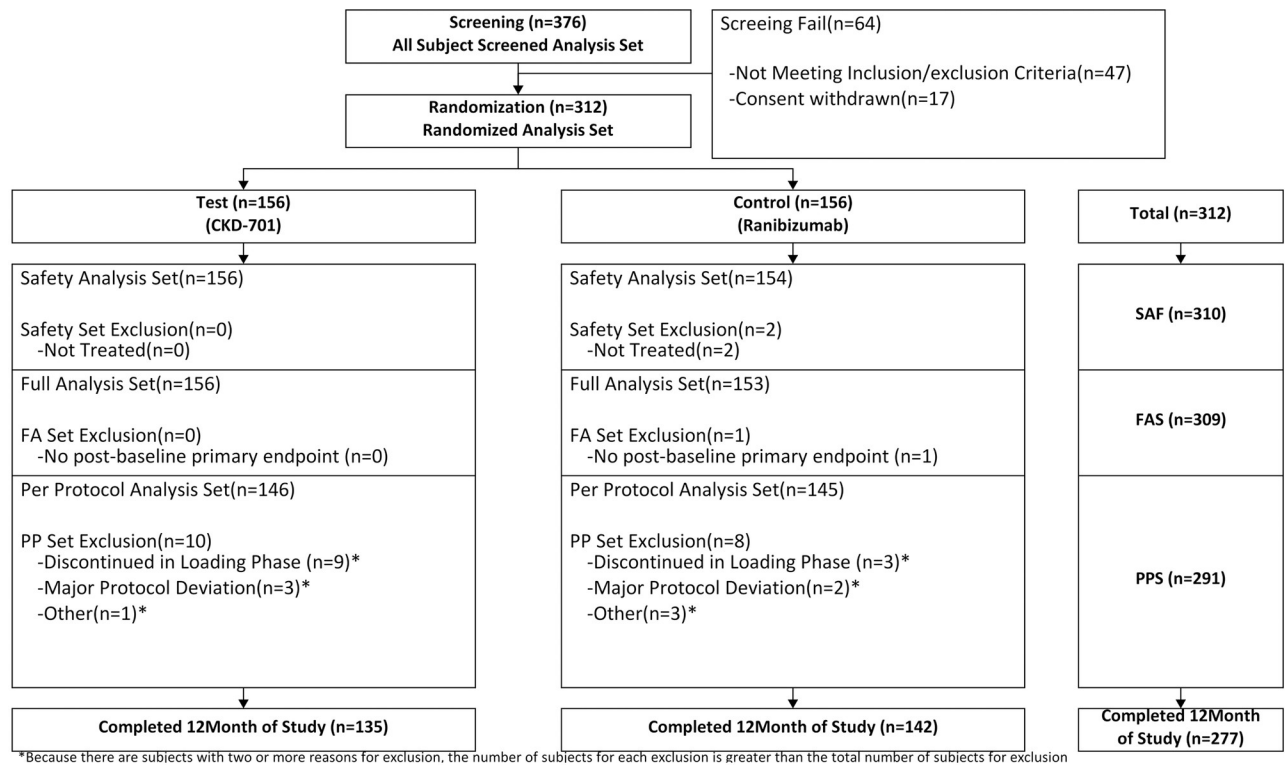 Screening (n=376)
All Subject Screened Analysis Set
Screeing Fail(n=64)
-Not Meeting Inclusion/exclusion Criteria(n=47)
-Consent withdrawn(n=17)
Randomization (n=312)
Randomized Analysis Set
Test (n=156)
(CKD-701)
Control (n=156)
(Ranibizumab)
Total (n=312)
Safety Analysis Set(n=156)
Safety Set Exclusion(n=0)
-Not Treated(n=0)
Safety Analysis Set(n=154)
Safety Set Exclusion(n=2)
-Not Treated(n=2)
SAF (n=310)
Full Analysis Set(n=156)
FA Set Exclusion(n=0)
-No post-baseline primary endpoint (n=0)
Full Analysis Set(n=153)
FA Set Exclusion(n=1)
-No post-baseline primary endpoint (n=1)
FAS (n=309)
Per Protocol Analysis Set(n=146)
PP Set Exclusion(n=10)
-Discontinued in Loading Phase (n=9)*
-Major Protocol Deviation(n=3)*
-Other(n=1)*
Per Protocol Analysis Set(n=145)
PP Set Exclusion(n=8)
-Discontinued in Loading Phase (n=3)*
-Major Protocol Deviation(n=2)*
-Other(n=3)*
PPS (n=291)
Completed 12Month of Study (n=135)
Completed 12Month of Study (n=142)
Completed 12Month
of Study (n=277)
*Because there are subjects with two or more reasons for exclusion, the number of subjects for each exclusion is greater than the total number of subjects for exclusion